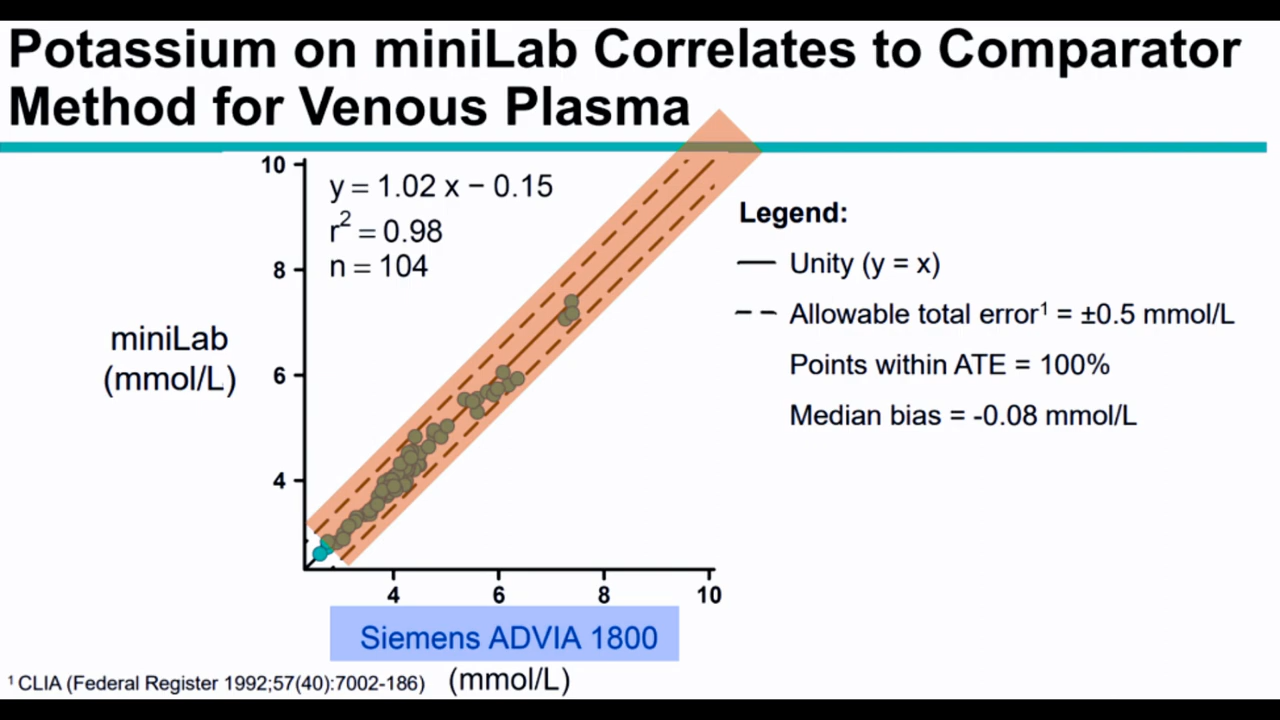 Potassium on miniLab Correlates to Comparator
Method for Venous Plasma
10
8
6
4
y = 1.02 x − 0.15
r² = 0.98
n = 104
miniLab
(mmol/L)
4 6 8 10
Siemens ADVIA 1800
(mmol/L)
Legend:
Unity (y = x)
Allowable total error¹ = ±0.5 mmol/L
Points within ATE = 100%
Median bias = -0.08 mmol/L
¹ CLIA (Federal Register 1992;57(40):7002-186)